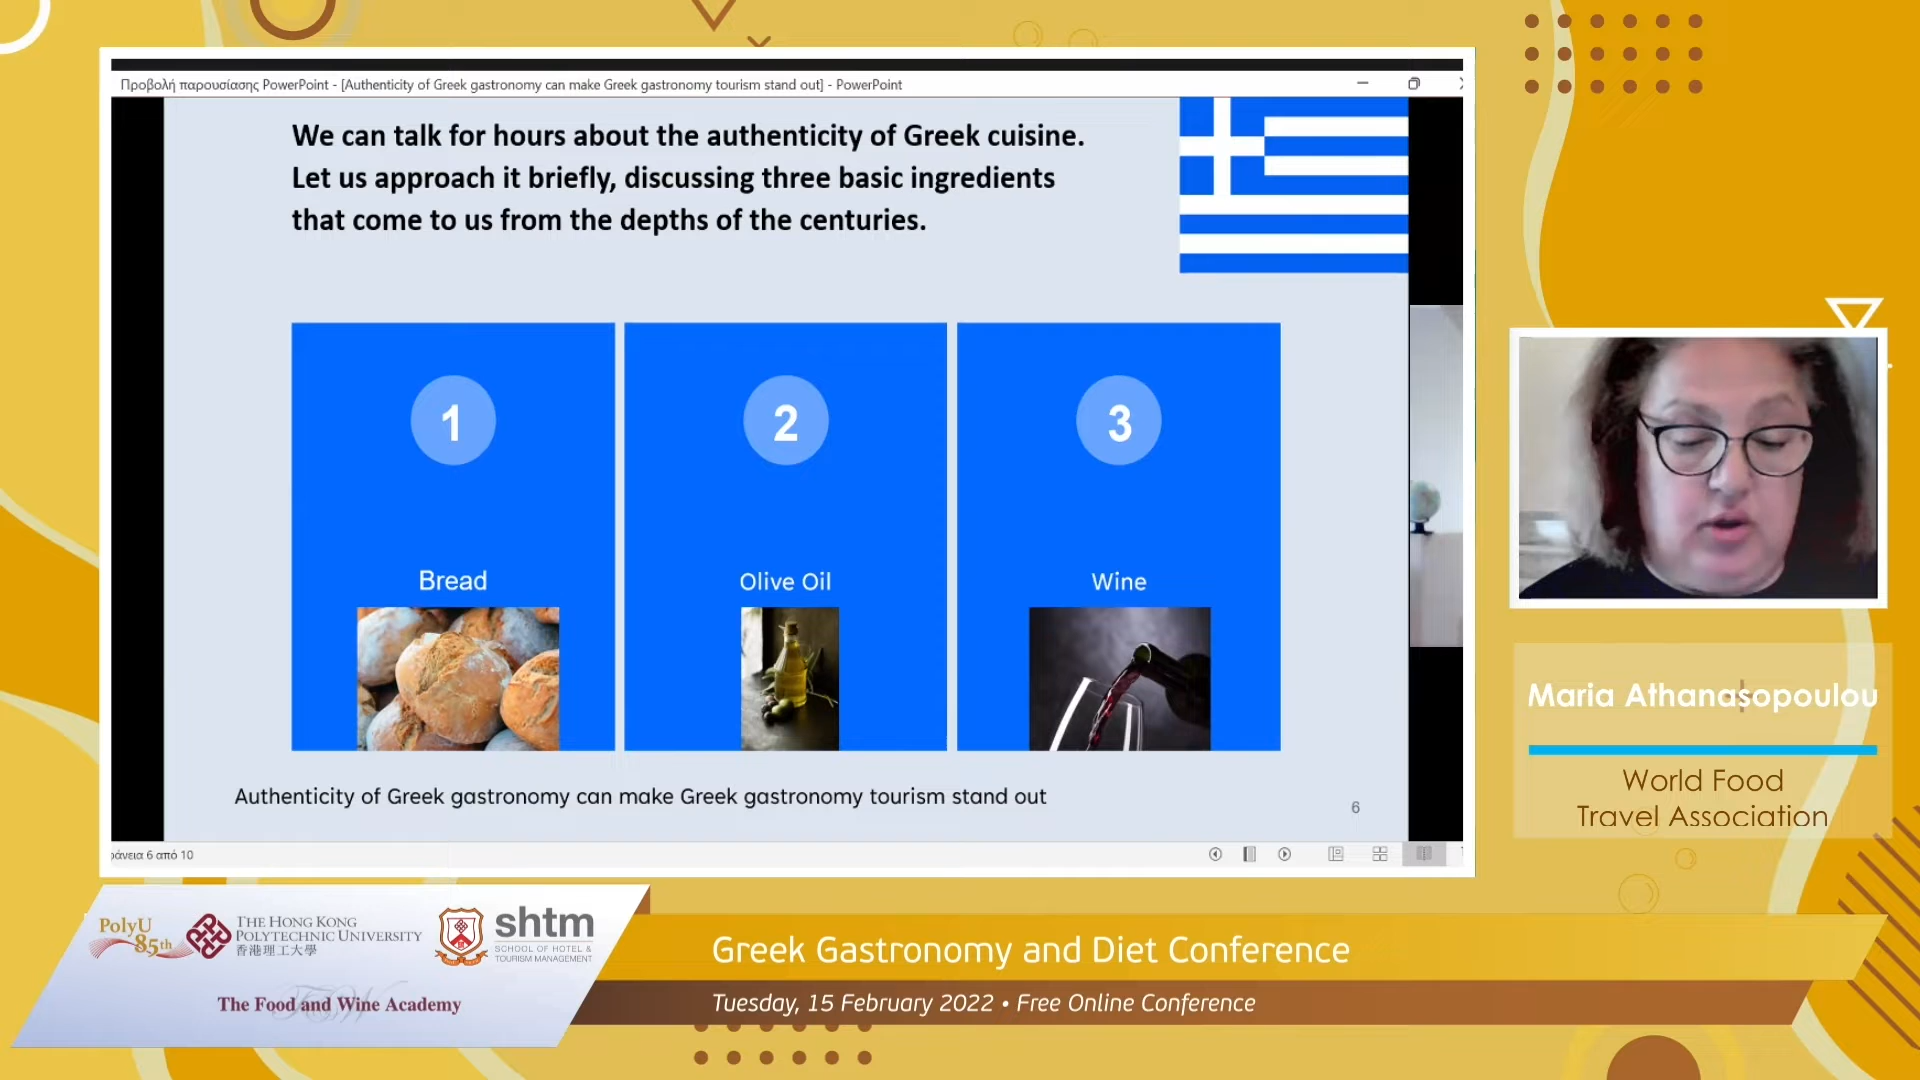 Προβολή παρουσίασης PowerPoint - [Authenticity of Greek gastronomy can make Greek gastronomy tourism stand out] - PowerPoint
We can talk for hours about the authenticity of Greek cuisine.
Let us approach it briefly, discussing three basic ingredients
that come to us from the depths of the centuries.
1
2
3
Bread
Olive Oil
Wine
Authenticity of Greek gastronomy can make Greek gastronomy tourism stand out
6
άνεια 6 από 10
Maria Athanasopoulou
World Food
Travel Association
PolyU
85th
THE HONG KONG
POLYTECHNIC UNIVERSITY
香港理工大學
shtm
SCHOOL OF HOTEL &
TOURISM MANAGEMENT
The Food and Wine Academy
Greek Gastronomy and Diet Conference
Tuesday, 15 February 2022 • Free Online Conference